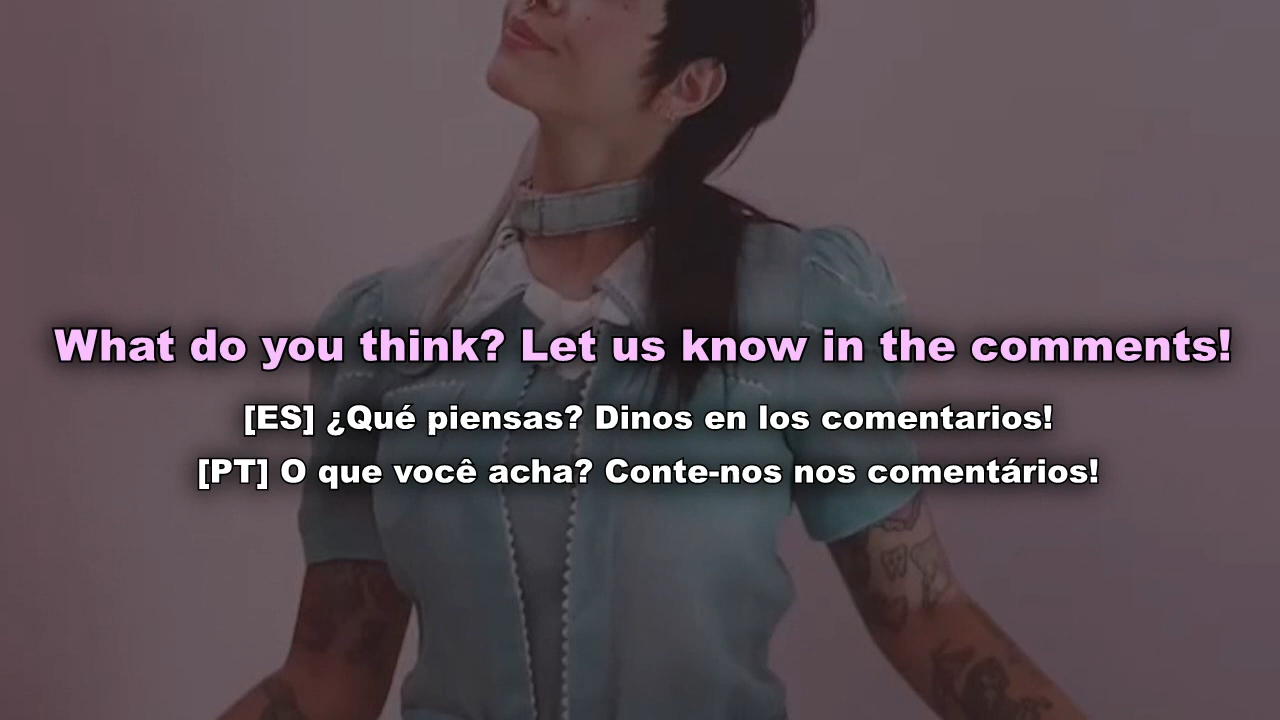 What do you think? Let us know in the comments!
[ES] ¿Qué piensas? Dinos en los comentarios!
[PT] O que você acha? Conte-nos nos comentários!